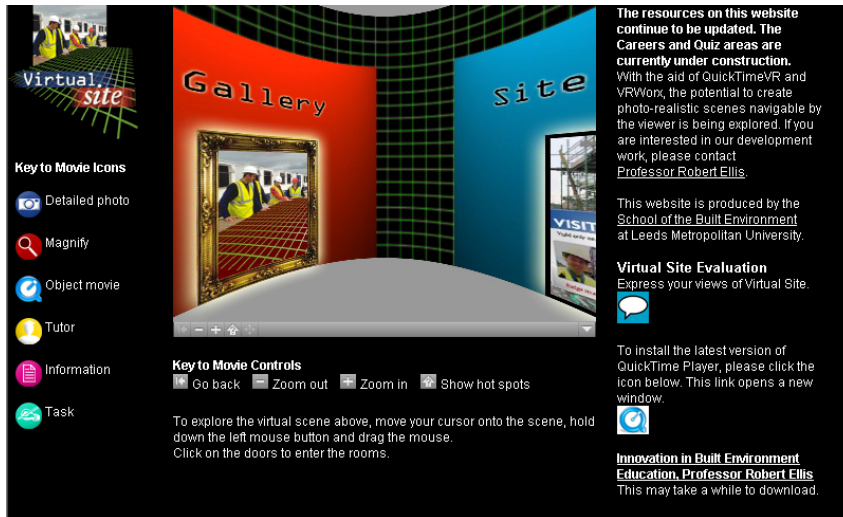 Virtual
site
Key to Movie Icons
Detailed photo
Magnify
Object movie
Tutor
Information
Task
Gallery
Site
VISIT
Key to Movie Controls
Go back Zoom out Zoom in Show hot spots
To explore the virtual scene above, move your cursor onto the scene, hold
down the left mouse button and drag the mouse.
Click on the doors to enter the rooms.
The resources on this website
continue to be updated. The
Careers and Quiz areas are
currently under construction.
With the aid of QuickTimeVR and
VRWorx, the potential to create
photo-realistic scenes navigable by
the viewer is being explored. If you
are interested in our development
work, please contact
Professor Robert Ellis.
This website is produced by the
School of the Built Environment
at Leeds Metropolitan University.
Virtual Site Evaluation
Express your views of Virtual Site.
To install the latest version of
QuickTime Player, please click the
icon below. This link opens a new
window.
Innovation in Built Environment
Education, Professor Robert Ellis
This may take a while to download.